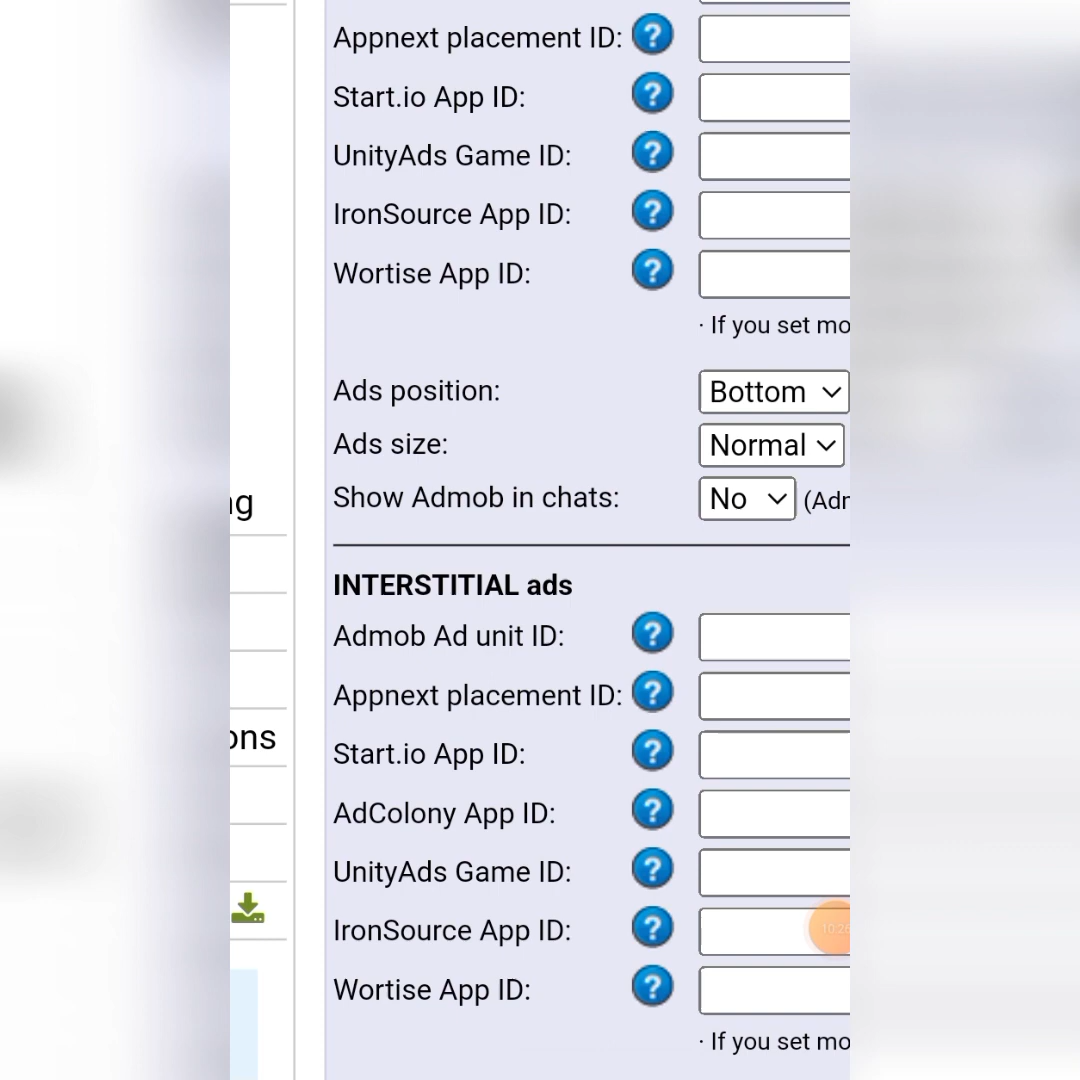 Appnext placement ID: ?
Start.io App ID: ?
UnityAds Game ID: ?
IronSource App ID: ?
Wortise App ID: ?
· If you set mo
Ads position: Bottom
Ads size: Normal
ng
Show Admob in chats: No (Adr
INTERSTITIAL ads
Admob Ad unit ID: ?
Appnext placement ID: ?
ons
Start.io App ID: ?
AdColony App ID: ?
UnityAds Game ID: ?
IronSource App ID: ?
Wortise App ID: ?
· If you set mo